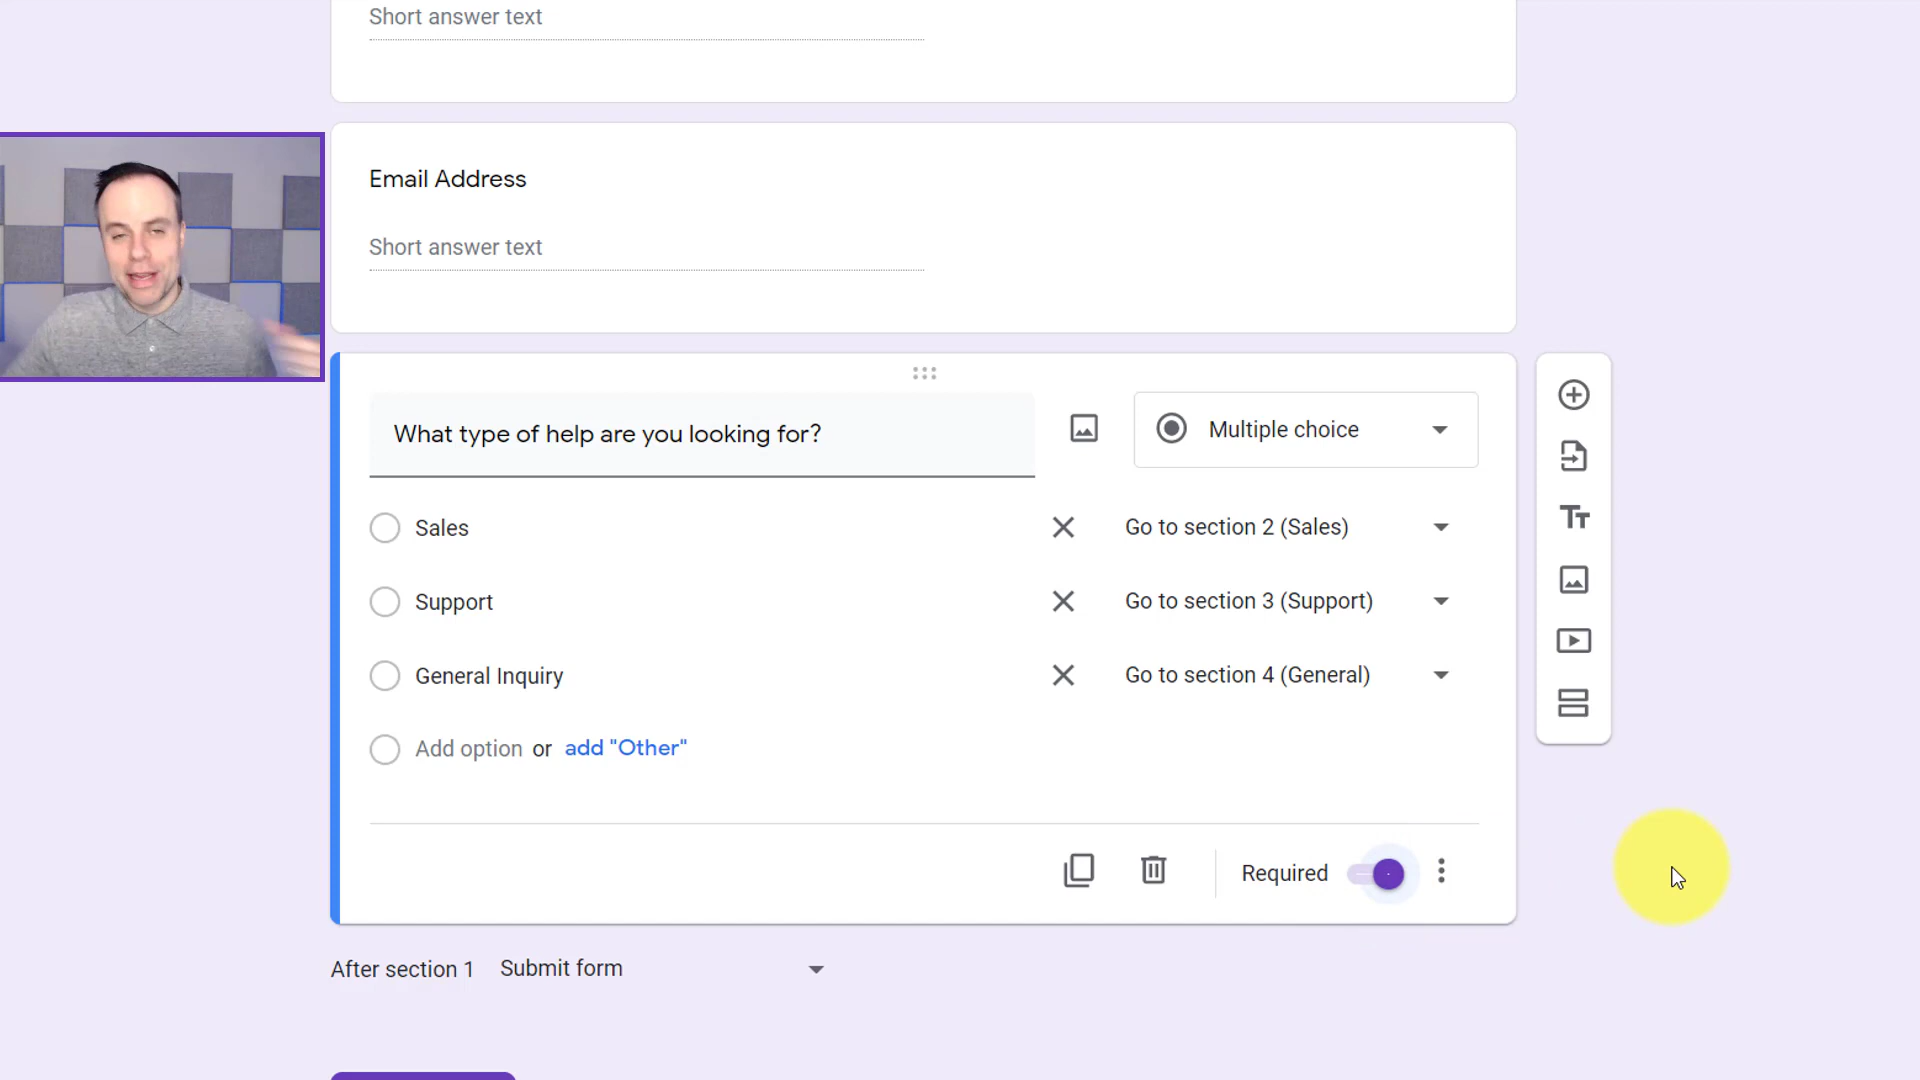 Short answer text
Email Address
Short answer text
What type of help are you looking for?
Multiple choice
Sales
Go to section 2 (Sales)
Support
Go to section 3 (Support)
General Inquiry
Go to section 4 (General)
Add option or add "Other"
Required
After section 1 Submit form